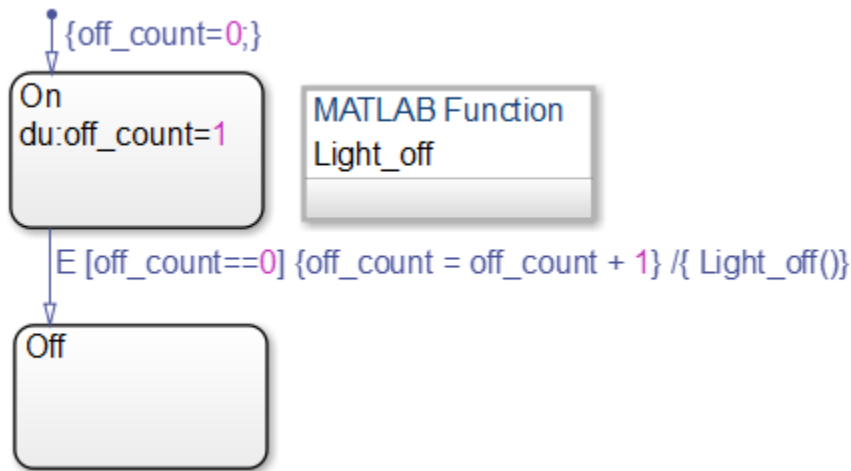 {off_count=0;}
On
du:off_count=1
MATLAB Function
Light_off
E [off_count==0] {off_count = off_count + 1} /{ Light_off()}
Off